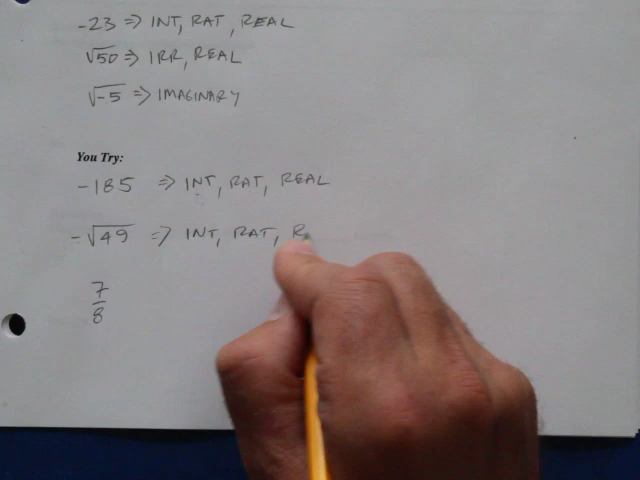 -23 => INT, RAT, REAL
√50 => IRR, REAL
√-5 => IMAGINARY
You Try:
-185 => INT, RAT, REAL
-√49 => INT, RAT, R
7/8